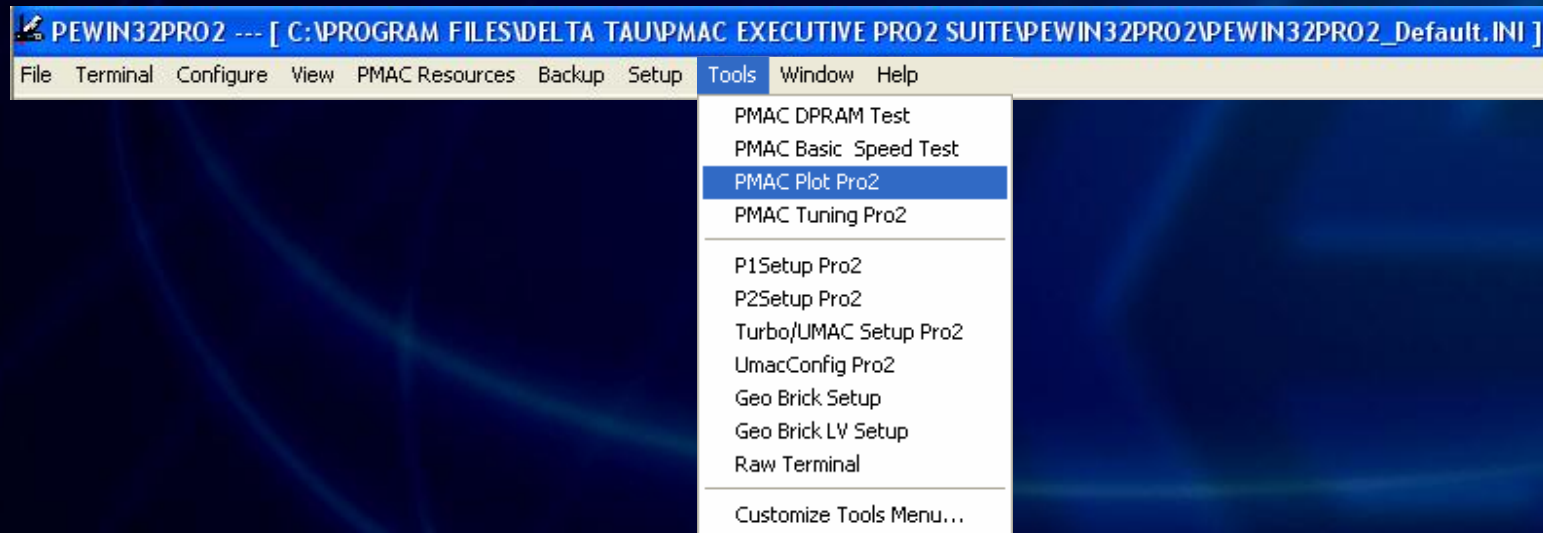 PEWIN32PRO2 --- [ C:\PROGRAM FILES\DELTA TAU\PMAC EXECUTIVE PRO2 SUITE\PEWIN32PRO2\PEWIN32PRO2_Default.INI ]
File Terminal Configure View PMAC Resources Backup Setup Tools Window Help
PMAC DPRAM Test
PMAC Basic Speed Test
PMAC Plot Pro2
PMAC Tuning Pro2
P1Setup Pro2
P2Setup Pro2
Turbo/UMAC Setup Pro2
UmacConfig Pro2
Geo Brick Setup
Geo Brick LV Setup
Raw Terminal
Customize Tools Menu...